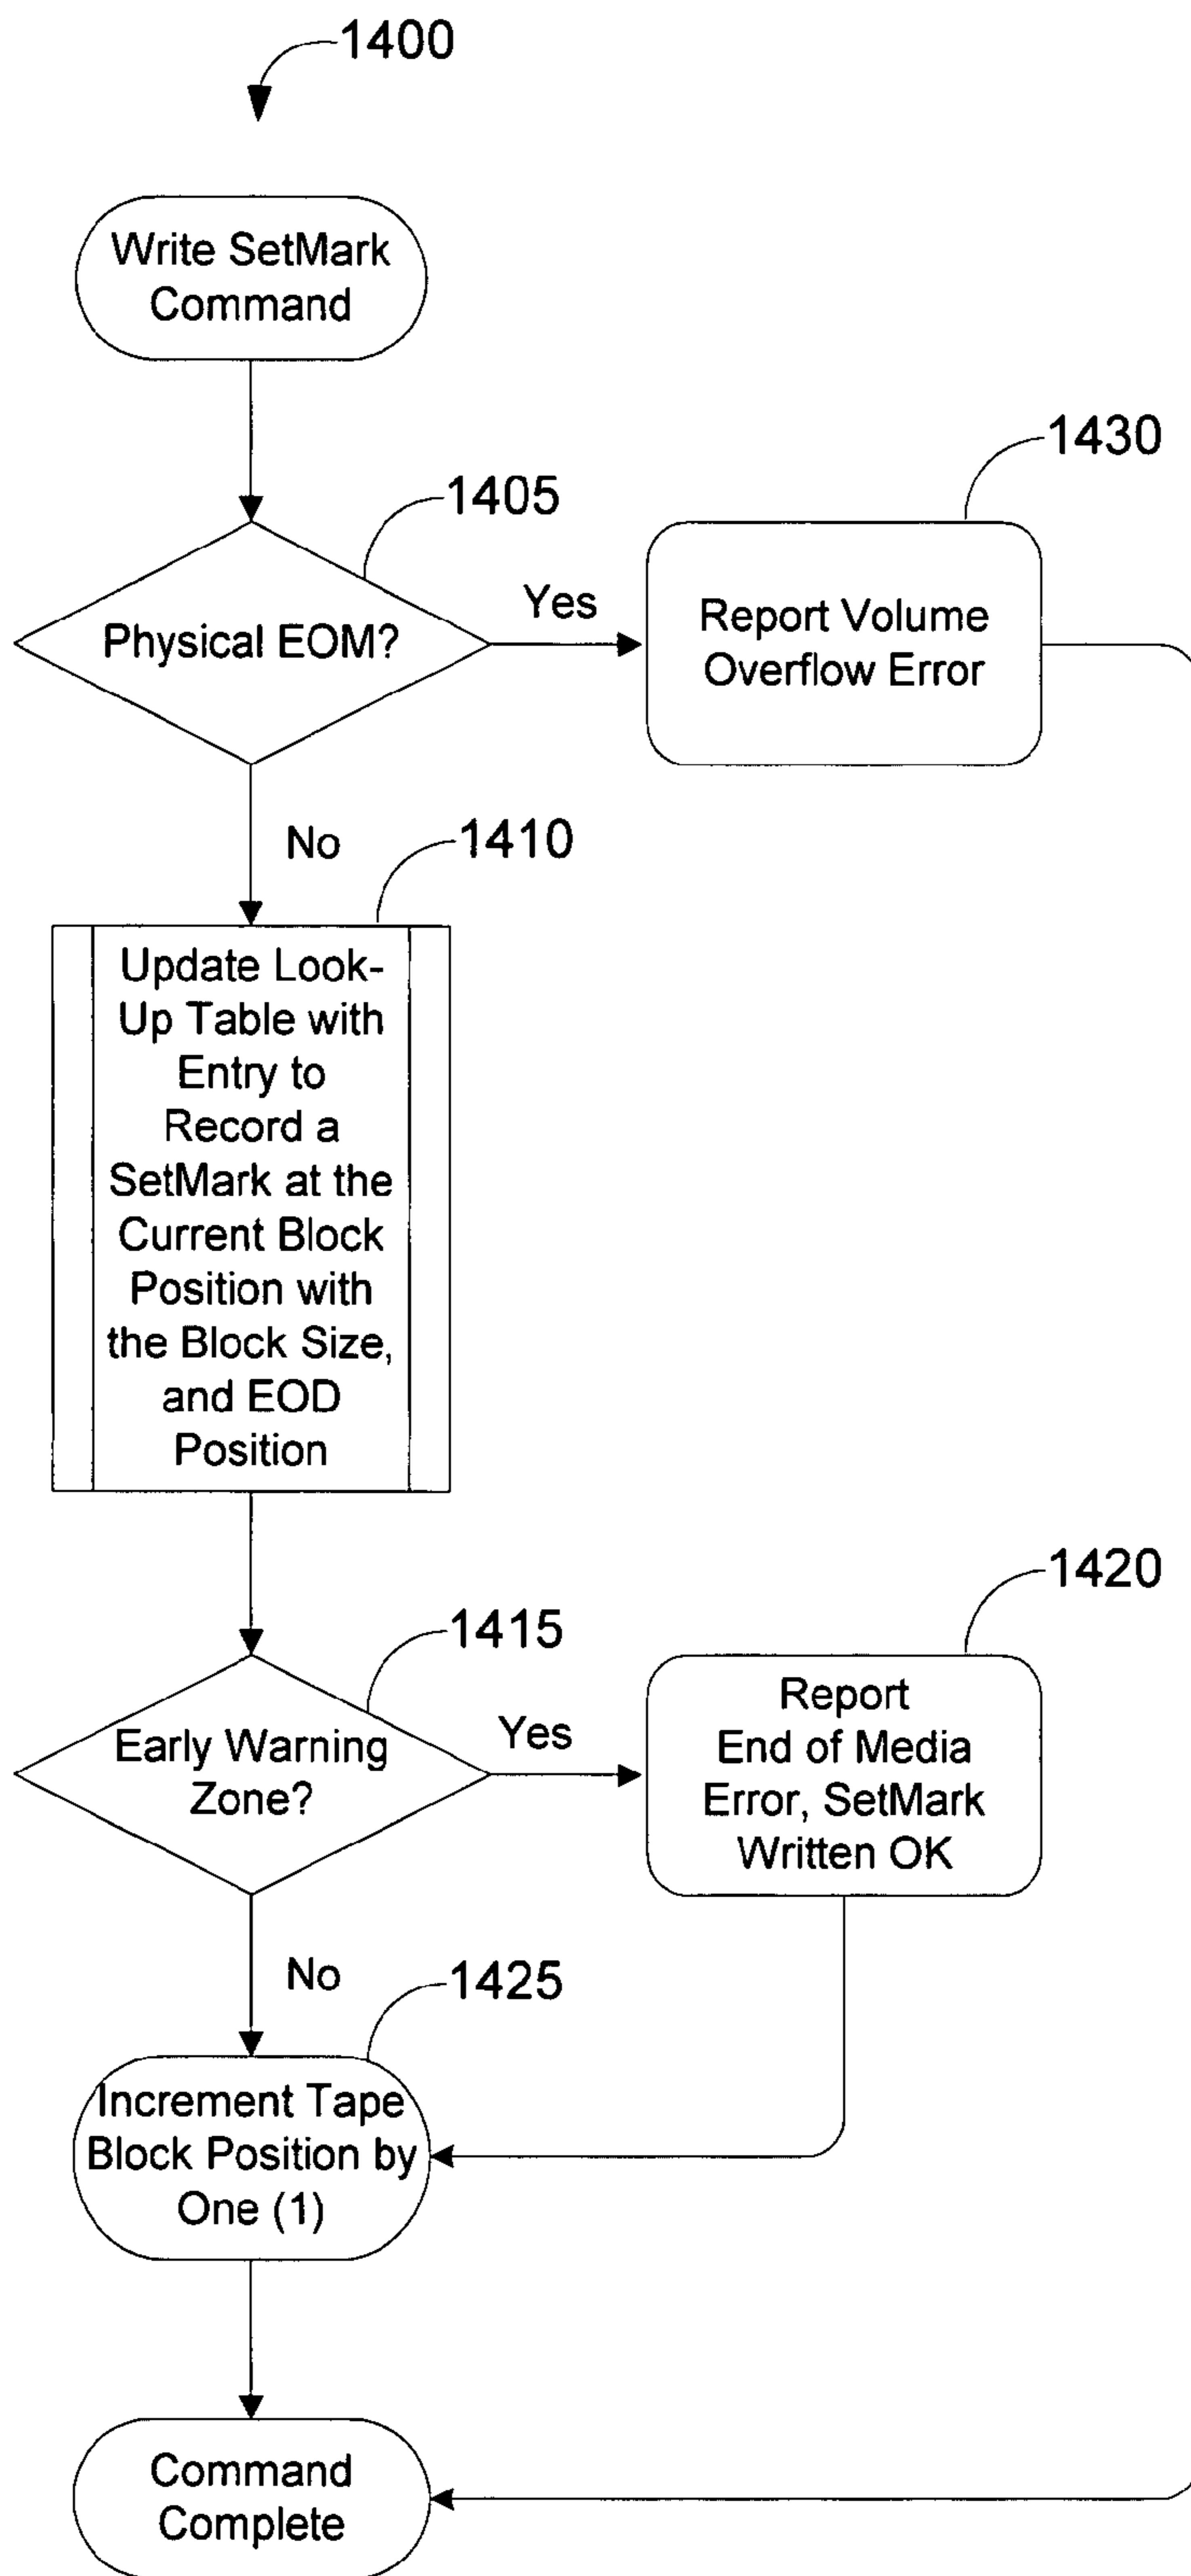 1400
Write SetMark
Command
1405
Physical EOM?
Yes
1430
Report Volume
Overflow Error
No
1410
Update Look-
Up Table with
Entry to
Record a
SetMark at the
Current Block
Position with
the Block Size,
and EOD
Position
1415
Early Warning
Zone?
Yes
1420
Report
End of Media
Error, SetMark
Written OK
No
1425
Increment Tape
Block Position by
One (1)
Command
Complete